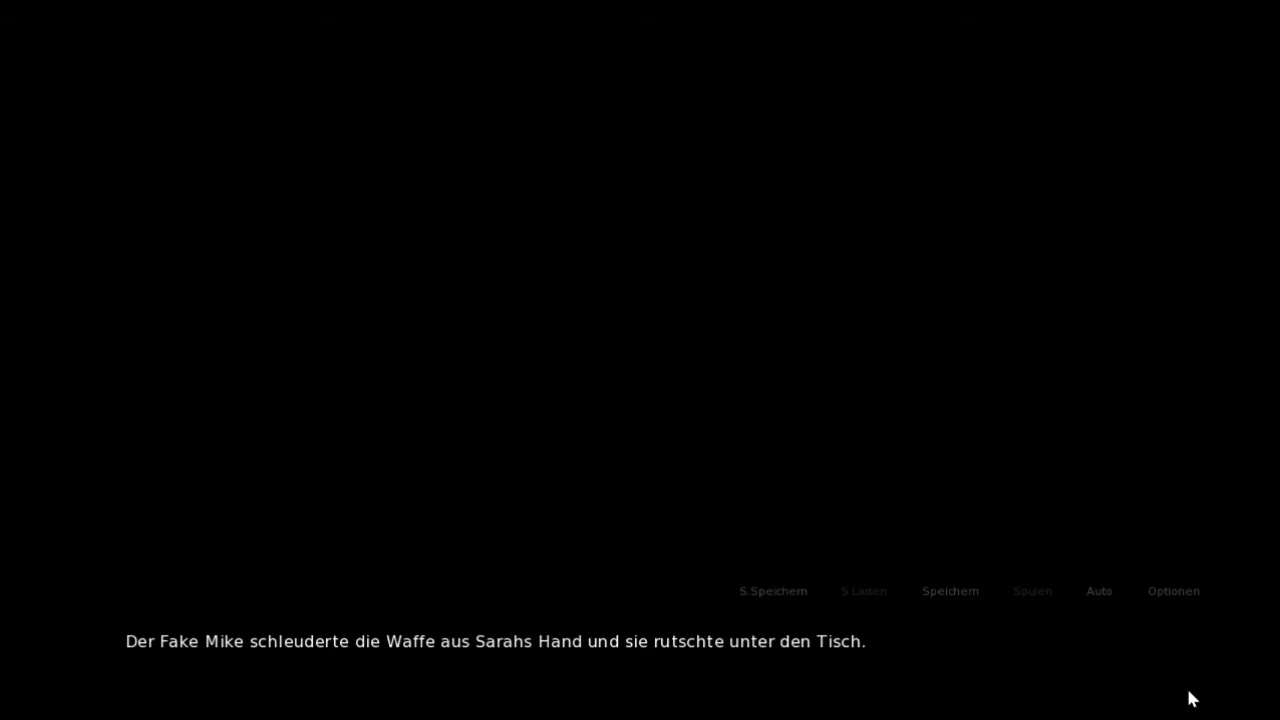 S.Speichern S.Laden Speichern Spulen Auto Optionen
Der Fake Mike schleuderte die Waffe aus Sarahs Hand und sie rutschte unter den Tisch.